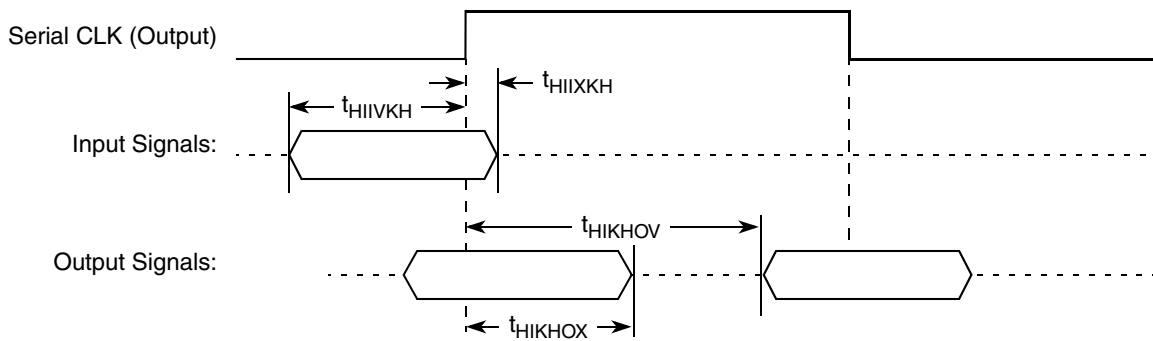 Serial CLK (Output)
tHIIXKH
tHIIVKH
Input Signals:
tHIKHOV
Output Signals:
tHIKHOX